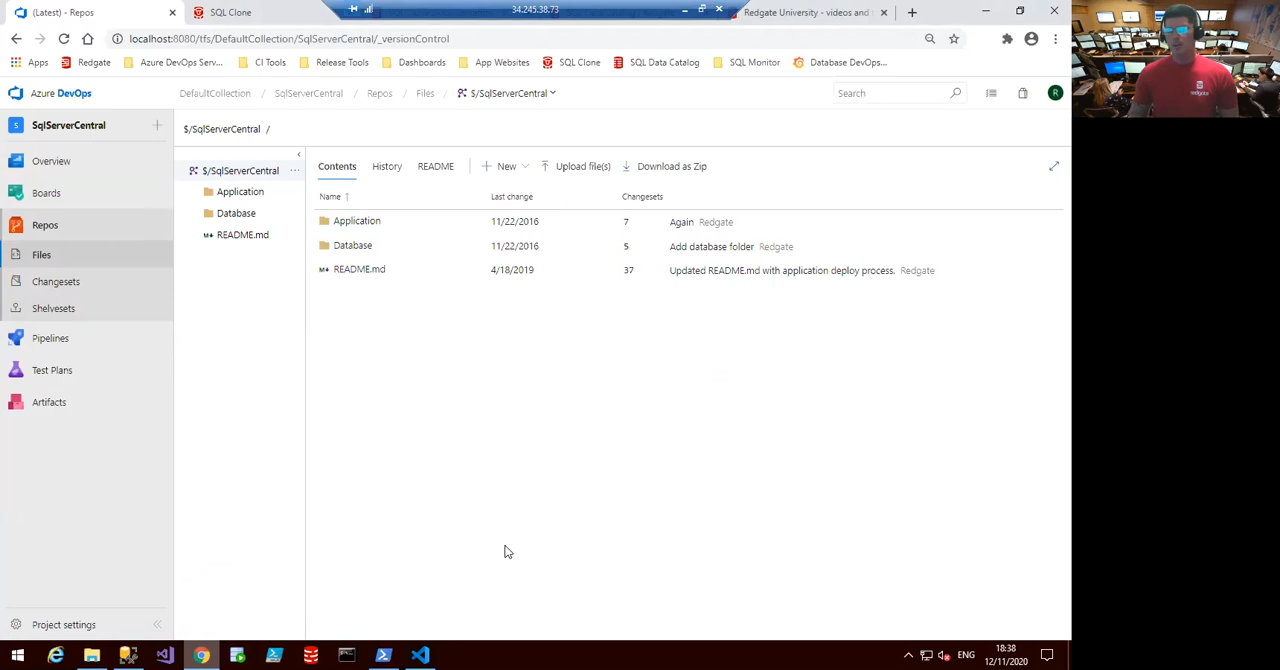 (Latest) - Repos
SQL Clone
34.245.38.73
Redgate University - videos and
localhost:8080/tfs/DefaultCollection/SqlServerCentral/_versionControl
Apps
Redgate
Azure DevOps Serv...
CI Tools
Release Tools
Dashboards
App Websites
SQL Clone
SQL Data Catalog
SQL Monitor
Database DevOps...
Azure DevOps
DefaultCollection / SqlServerCentral / Repos / Files / $/SqlServerCentral
Search
R
S SqlServerCentral
Overview
Boards
Repos
Files
Changesets
Shelvesets
Pipelines
Test Plans
Artifacts
Project settings
$/SqlServerCentral /
$/SqlServerCentral ...
Application
Database
M README.md
Contents History README New Upload file(s) Download as Zip
Name Last change Changesets
Application 11/22/2016 7 Again Redgate
Database 11/22/2016 5 Add database folder Redgate
M README.md 4/18/2019 37 Updated README.md with application deploy process. Redgate
redgate
ENG
18:38
12/11/2020